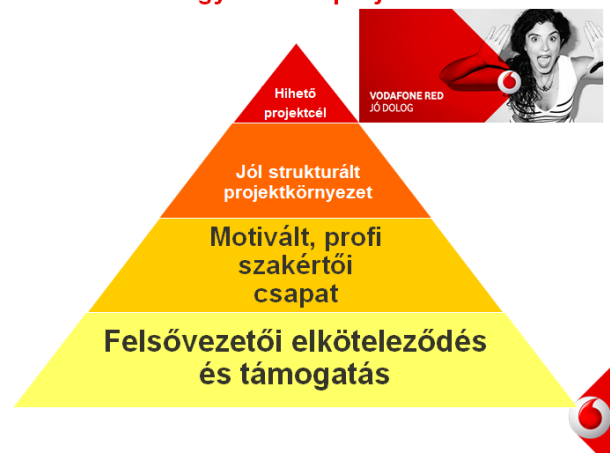 VODAFONE RED
JÓ DOLOG
Hihető
projektcél
Jól strukturált
projektkörnyezet
Motivált, profi
szakértői
csapat
Felsővezetői elköteleződés
és támogatás